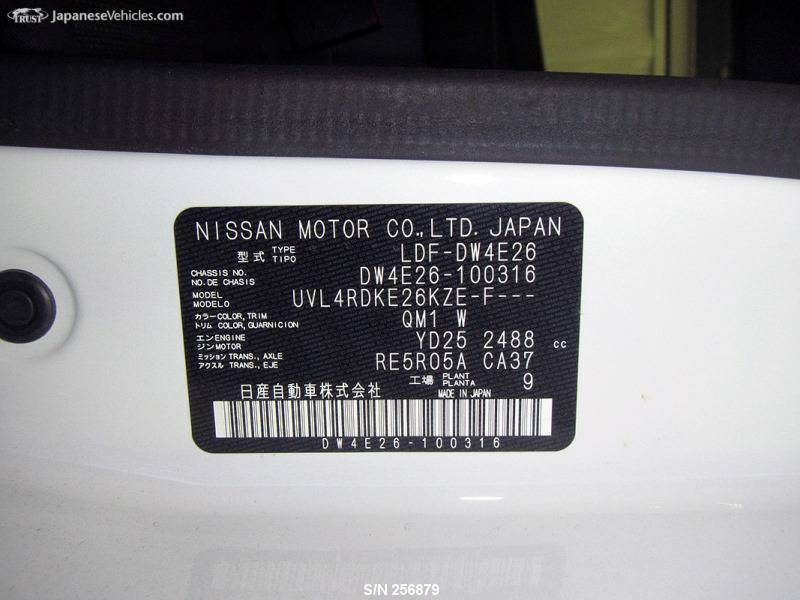 TRUST JapaneseVehicles.com
NISSAN MOTOR CO.,LTD. JAPAN
型式 TYPE TIPO LDF-DW4E26
CHASSIS NO. NO.DE CHASIS DW4E26-100316
MODEL MODELO UVL4RDKE26KZE-F---
カラー COLOR, TRIM トリム COLOR, GUARNICION QM1 W
エンジン ENGINE MOTOR YD25 2488 cc
ミッション TRANS., AXLE アクスル TRANS., EJE RE5R05A CA37
工場 PLANT PLANTA 9
日産自動車株式会社 MADE IN JAPAN
DW4E26-100316
S/N 256879